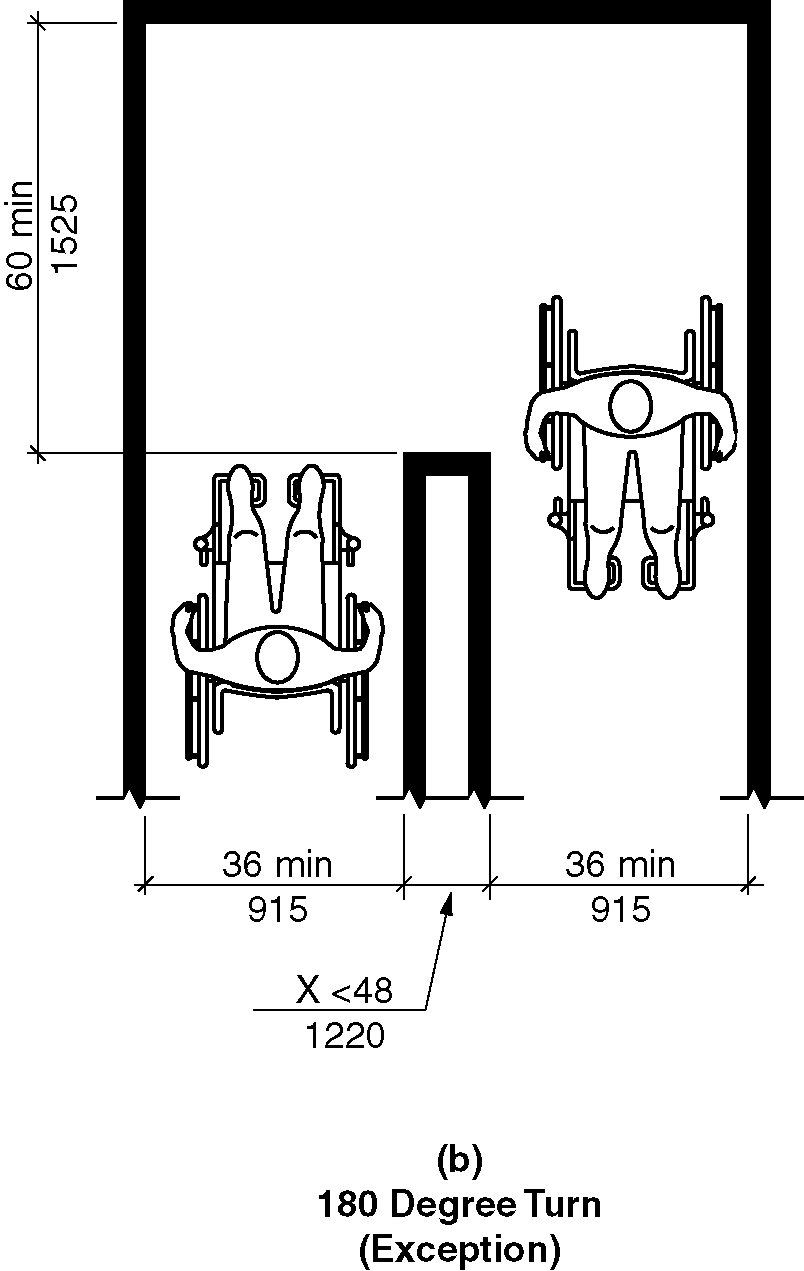 60 min
1525
36 min
915
36 min
915
X <48
1220
(b)
180 Degree Turn
(Exception)